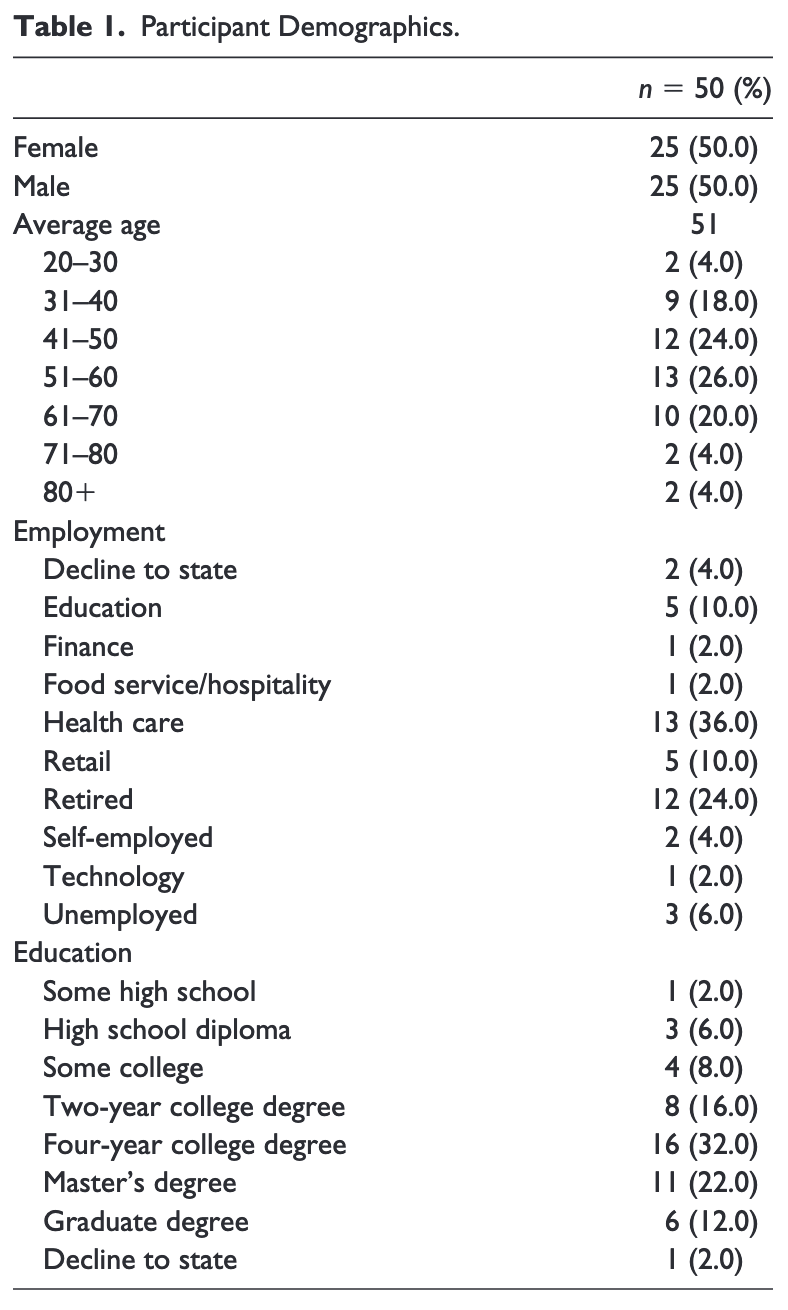 Table 1. Participant Demographics.
n = 50 (%)
Female 25 (50.0)
Male 25 (50.0)
Average age 51
20–30 2 (4.0)
31–40 9 (18.0)
41–50 12 (24.0)
51–60 13 (26.0)
61–70 10 (20.0)
71–80 2 (4.0)
80+ 2 (4.0)
Employment
Decline to state 2 (4.0)
Education 5 (10.0)
Finance 1 (2.0)
Food service/hospitality 1 (2.0)
Health care 13 (36.0)
Retail 5 (10.0)
Retired 12 (24.0)
Self-employed 2 (4.0)
Technology 1 (2.0)
Unemployed 3 (6.0)
Education
Some high school 1 (2.0)
High school diploma 3 (6.0)
Some college 4 (8.0)
Two-year college degree 8 (16.0)
Four-year college degree 16 (32.0)
Master's degree 11 (22.0)
Graduate degree 6 (12.0)
Decline to state 1 (2.0)